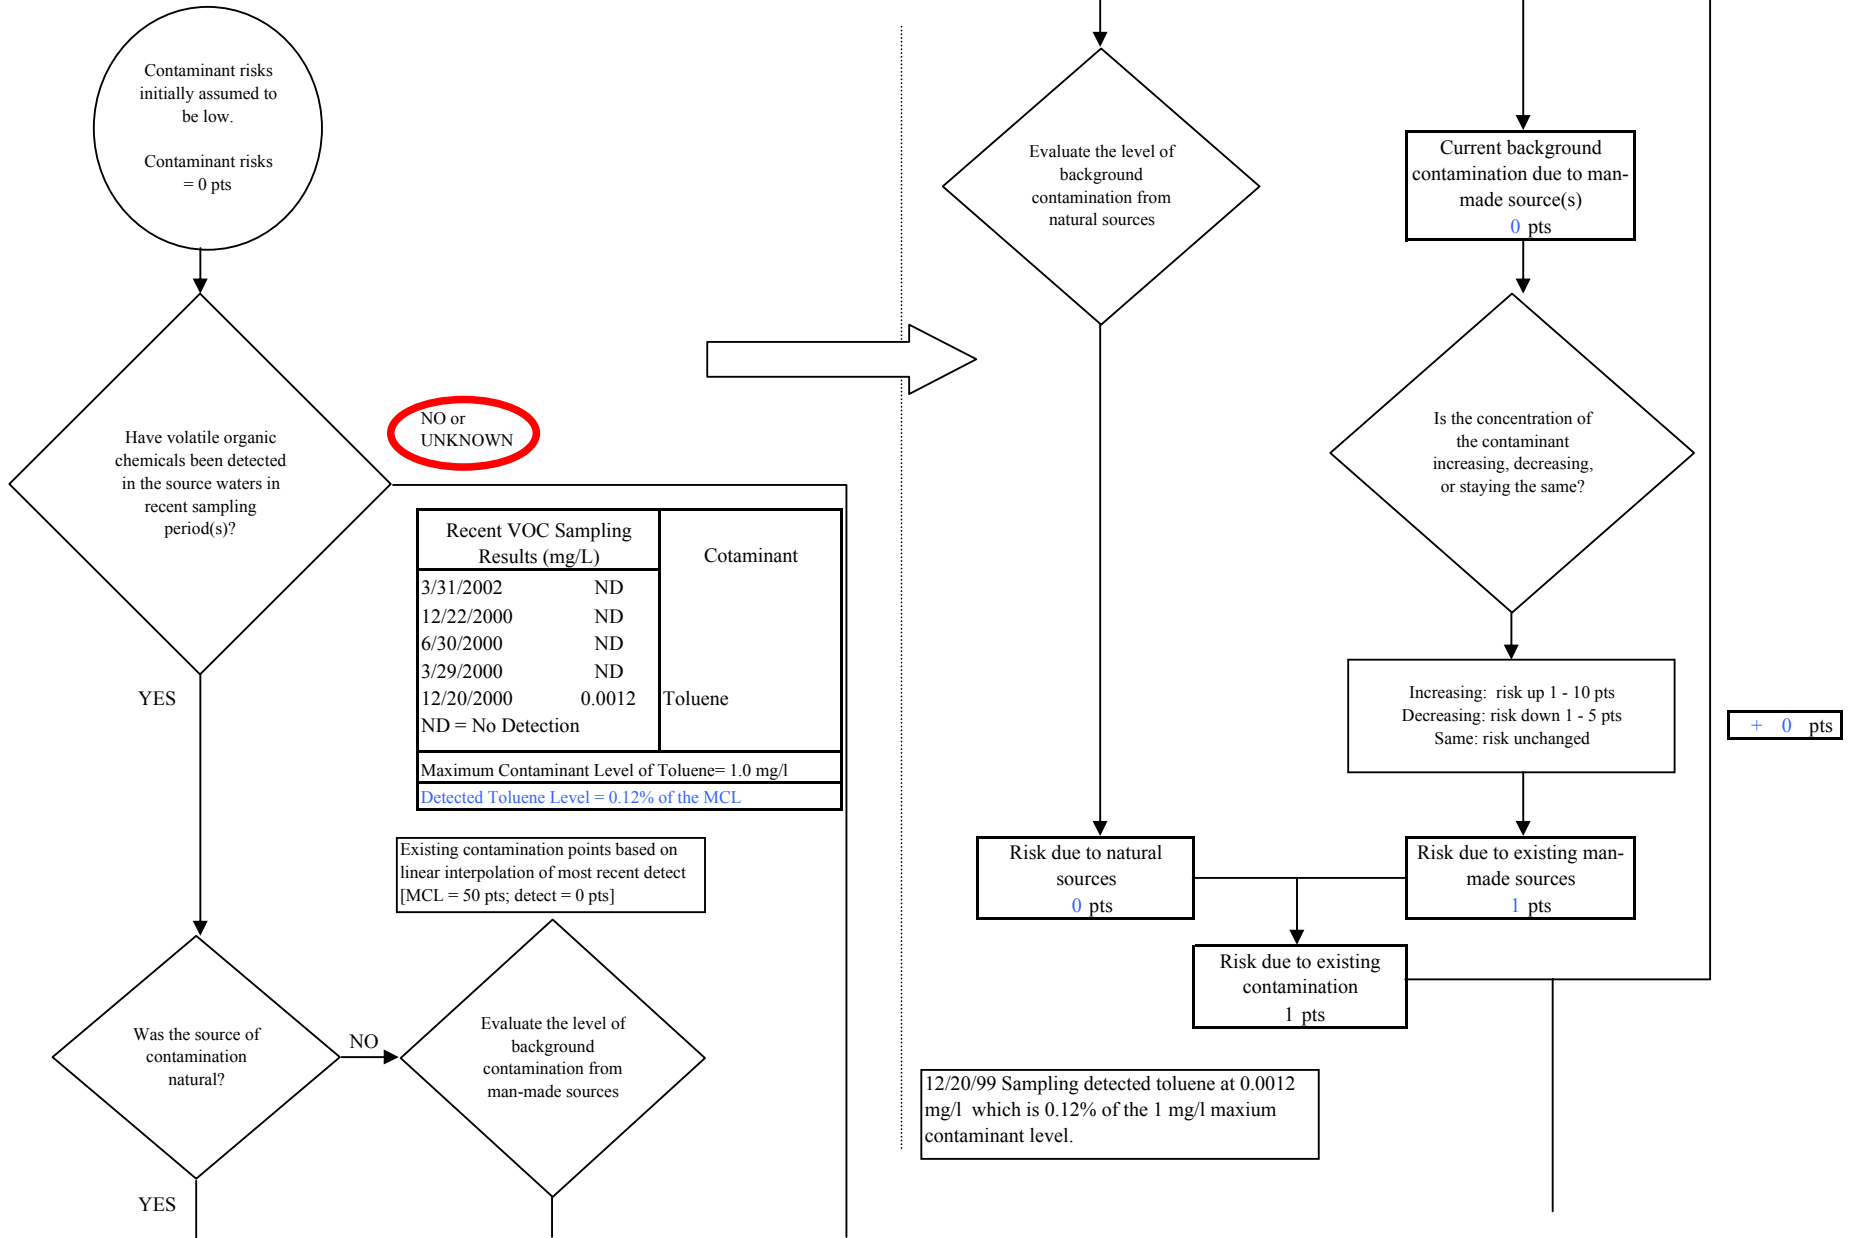 Contaminant risks
initially assumed to
be low.
Contaminant risks
= 0 pts
Have volatile organic
chemicals been detected
in the source waters in
recent sampling
period(s)?
NO or
UNKNOWN
YES
Recent VOC Sampling
Results (mg/L)
Cotaminant
3/31/2002 ND
12/22/2000 ND
6/30/2000 ND
3/29/2000 ND
12/20/2000 0.0012 Toluene
ND = No Detection
Maximum Contaminant Level of Toluene= 1.0 mg/l
Detected Toluene Level = 0.12% of the MCL
Existing contamination points based on
linear interpolation of most recent detect
[MCL = 50 pts; detect = 0 pts]
Was the source of
contamination
natural?
NO
YES
Evaluate the level of
background
contamination from
man-made sources
Evaluate the level of
background
contamination from
natural sources
Current background
contamination due to man-
made source(s)
0 pts
Is the concentration of
the contaminant
increasing, decreasing,
or staying the same?
Increasing: risk up 1 - 10 pts
Decreasing: risk down 1 - 5 pts
Same: risk unchanged
+ 0 pts
Risk due to natural
sources
0 pts
Risk due to existing man-
made sources
1 pts
Risk due to existing
contamination
1 pts
12/20/99 Sampling detected toluene at 0.0012
mg/l which is 0.12% of the 1 mg/l maxium
contaminant level.